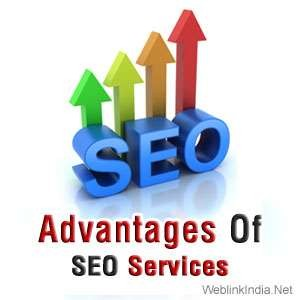 SEO
Advantages Of
SEO Services
WeblinkIndia.Net